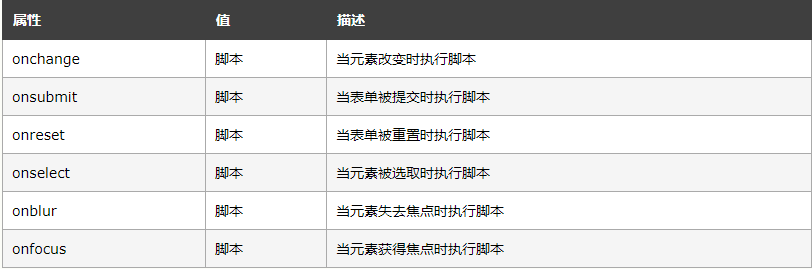 属性 值 描述
onchange 脚本 当元素改变时执行脚本
onsubmit 脚本 当表单被提交时执行脚本
onreset 脚本 当表单被重置时执行脚本
onselect 脚本 当元素被选取时执行脚本
onblur 脚本 当元素失去焦点时执行脚本
onfocus 脚本 当元素获得焦点时执行脚本